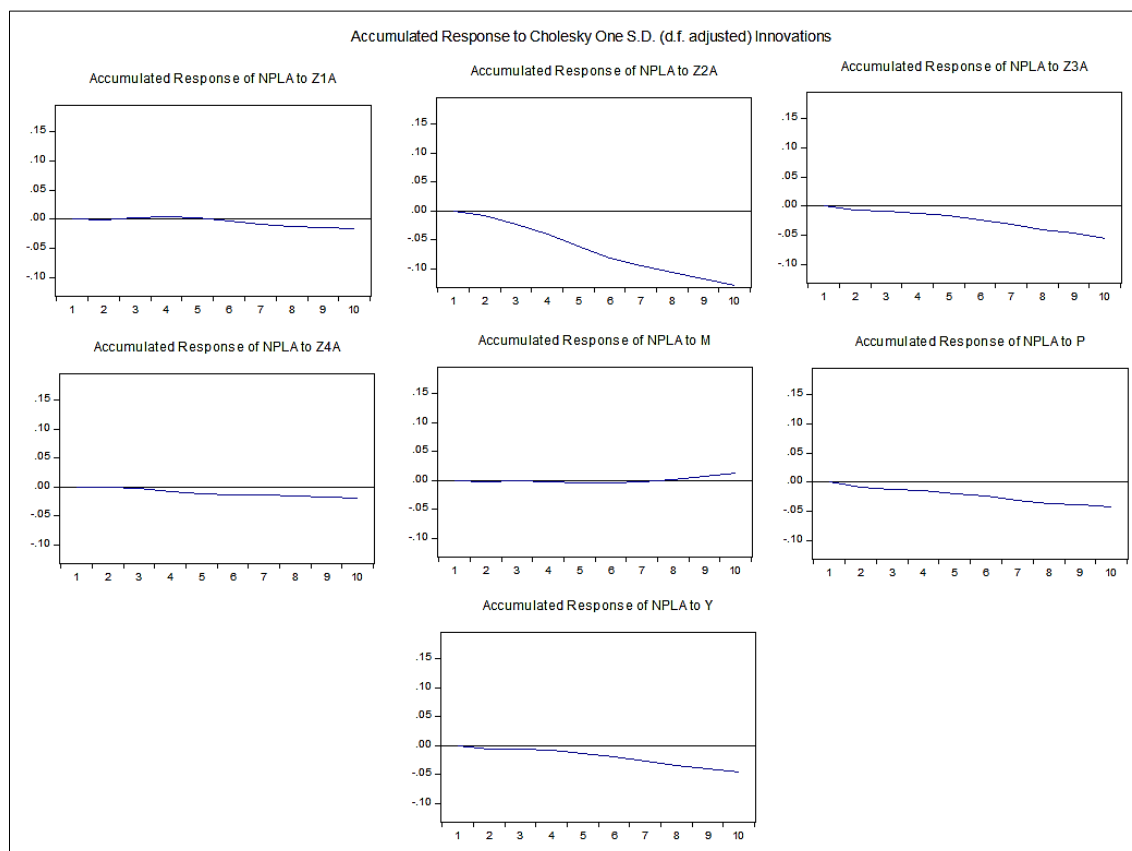 Accumulated Response to Cholesky One S.D. (d.f. adjusted) Innovations
Accumulated Response of NPLA to Z1A
.15
.10
.05
.00
-.05
-.10
1 2 3 4 5 6 7 8 9 10
Accumulated Response of NPLA to Z2A
.15
.10
.05
.00
-.05
-.10
1 2 3 4 5 6 7 8 9 10
Accumulated Response of NPLA to Z3A
.15
.10
.05
.00
-.05
-.10
1 2 3 4 5 6 7 8 9 10
Accumulated Response of NPLA to Z4A
.15
.10
.05
.00
-.05
-.10
1 2 3 4 5 6 7 8 9 10
Accumulated Response of NPLA to M
.15
.10
.05
.00
-.05
-.10
1 2 3 4 5 6 7 8 9 10
Accumulated Response of NPLA to P
.15
.10
.05
.00
-.05
-.10
1 2 3 4 5 6 7 8 9 10
Accumulated Response of NPLA to Y
.15
.10
.05
.00
-.05
-.10
1 2 3 4 5 6 7 8 9 10